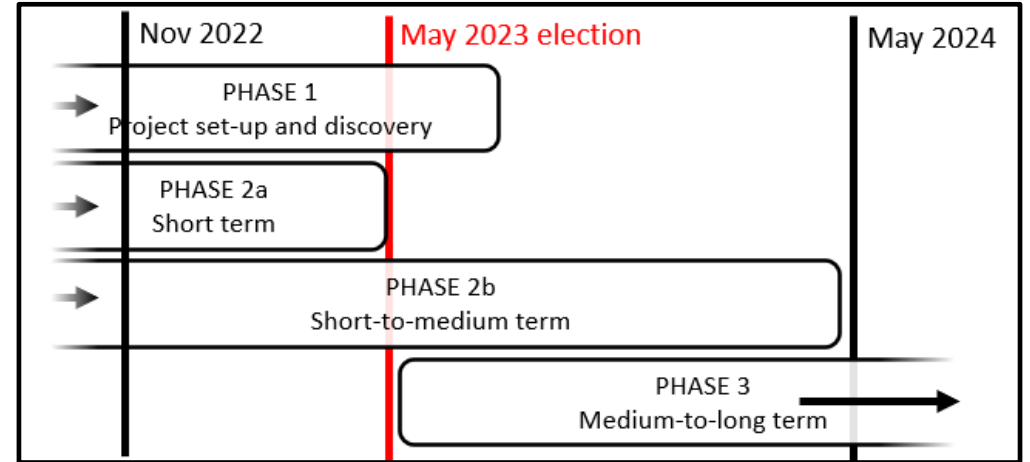 Nov 2022
May 2023 election
May 2024
PHASE 1
Project set-up and discovery
PHASE 2a
Short term
PHASE 2b
Short-to-medium term
PHASE 3
Medium-to-long term